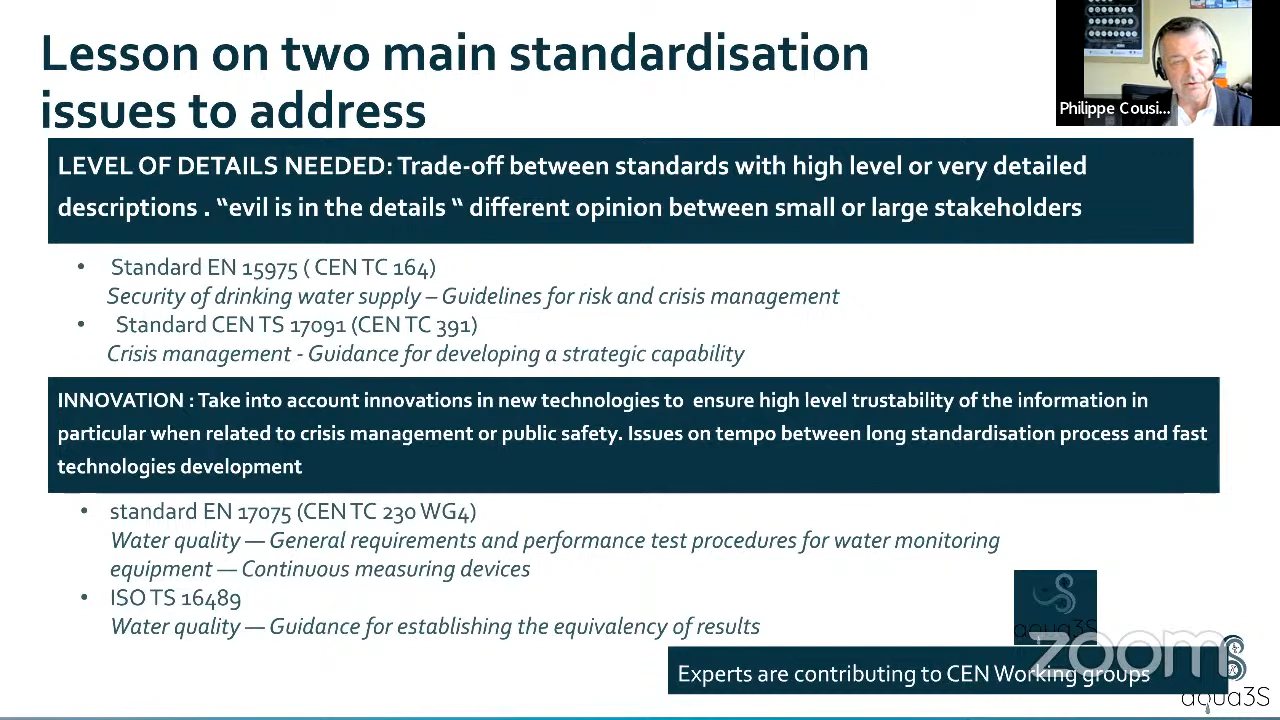 Lesson on two main standardisation
issues to address
Philippe Cousi...
LEVEL OF DETAILS NEEDED: Trade-off between standards with high level or very detailed
descriptions . “evil is in the details “ different opinion between small or large stakeholders
• Standard EN 15975 ( CEN TC 164)
Security of drinking water supply – Guidelines for risk and crisis management
• Standard CEN TS 17091 (CEN TC 391)
Crisis management - Guidance for developing a strategic capability
INNOVATION : Take into account innovations in new technologies to ensure high level trustability of the information in
particular when related to crisis management or public safety. Issues on tempo between long standardisation process and fast
technologies development
• standard EN 17075 (CEN TC 230 WG4)
Water quality — General requirements and performance test procedures for water monitoring
equipment — Continuous measuring devices
• ISO TS 16489
Water quality — Guidance for establishing the equivalency of results
aqua3S
zoom
Experts are contributing to CEN Working groups
aqua3S